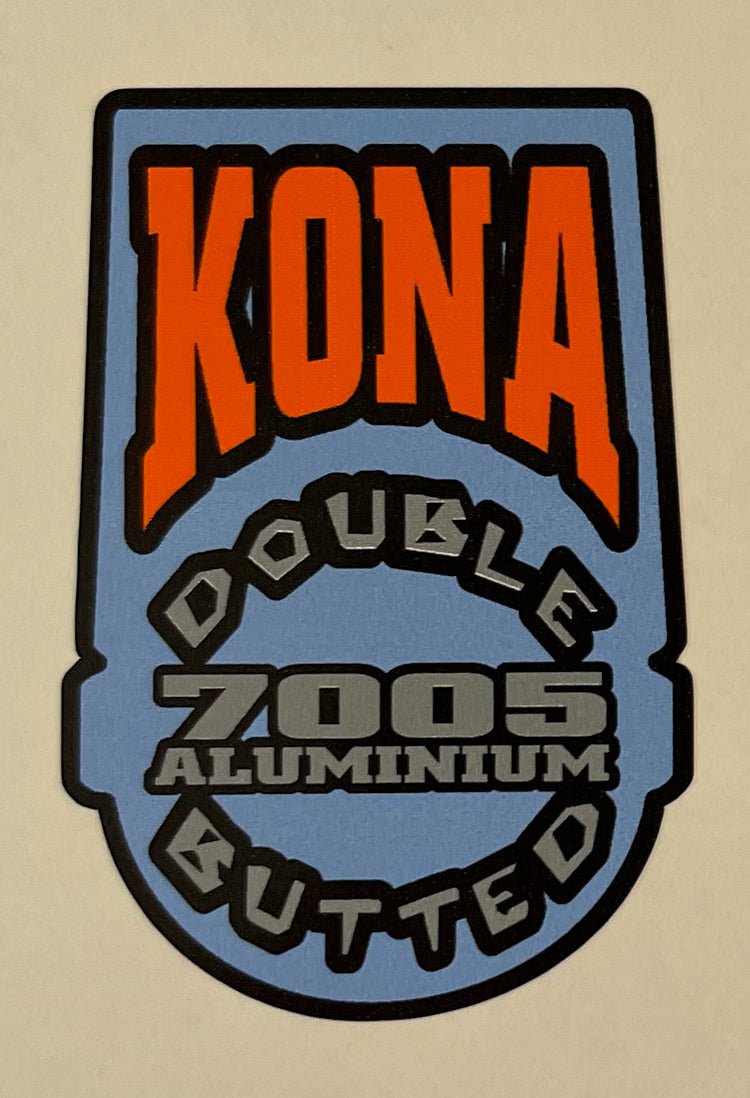 KONA
DOUBLE
7005
ALUMINIUM
BUTTED